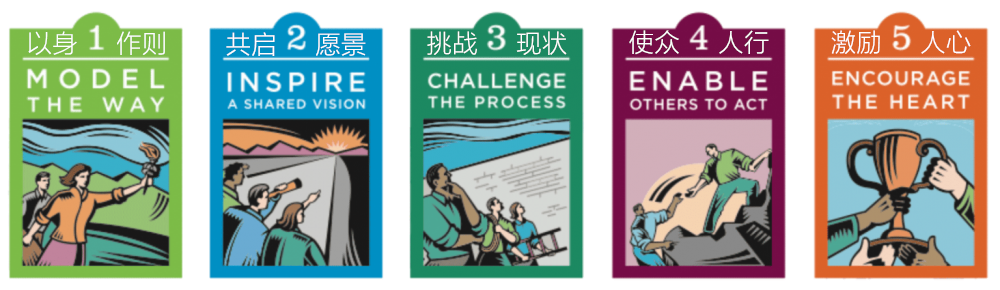 以身 1 作则
MODEL
THE WAY
共启 2 愿景
INSPIRE
A SHARED VISION
挑战 3 现状
CHALLENGE
THE PROCESS
使众 4 人行
ENABLE
OTHERS TO ACT
激励 5 人心
ENCOURAGE
THE HEART